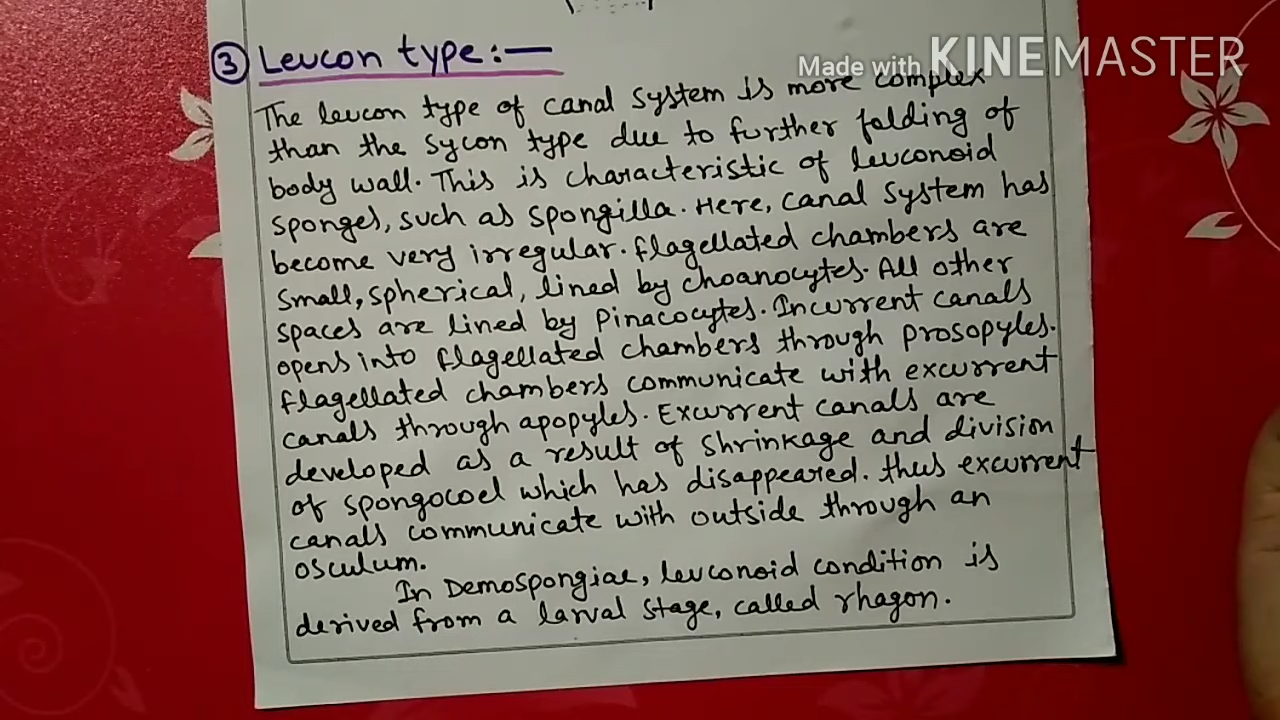 Made with KINEMASTER
③ Leucon type:—
The leucon type of canal system is more complex
than the sycon type due to further folding of
body wall. This is characteristic of leuconoid
sponges, such as spongilla. Here, canal system has
become very irregular. flagellated chambers are
small, spherical, lined by choanocytes. All other
spaces are lined by Pinacocytes. Incurrent canals
opens into flagellated chambers through prosopyles.
flagellated chambers communicate with excurrent
canals through apopyles. Excurrent canals are
developed as a result of shrinkage and division
of spongocoel which has disappeared. thus excurrent
canals communicate with outside through an
osculum.
In Demospongiae, leuconoid condition is
derived from a larval stage, called rhagon.